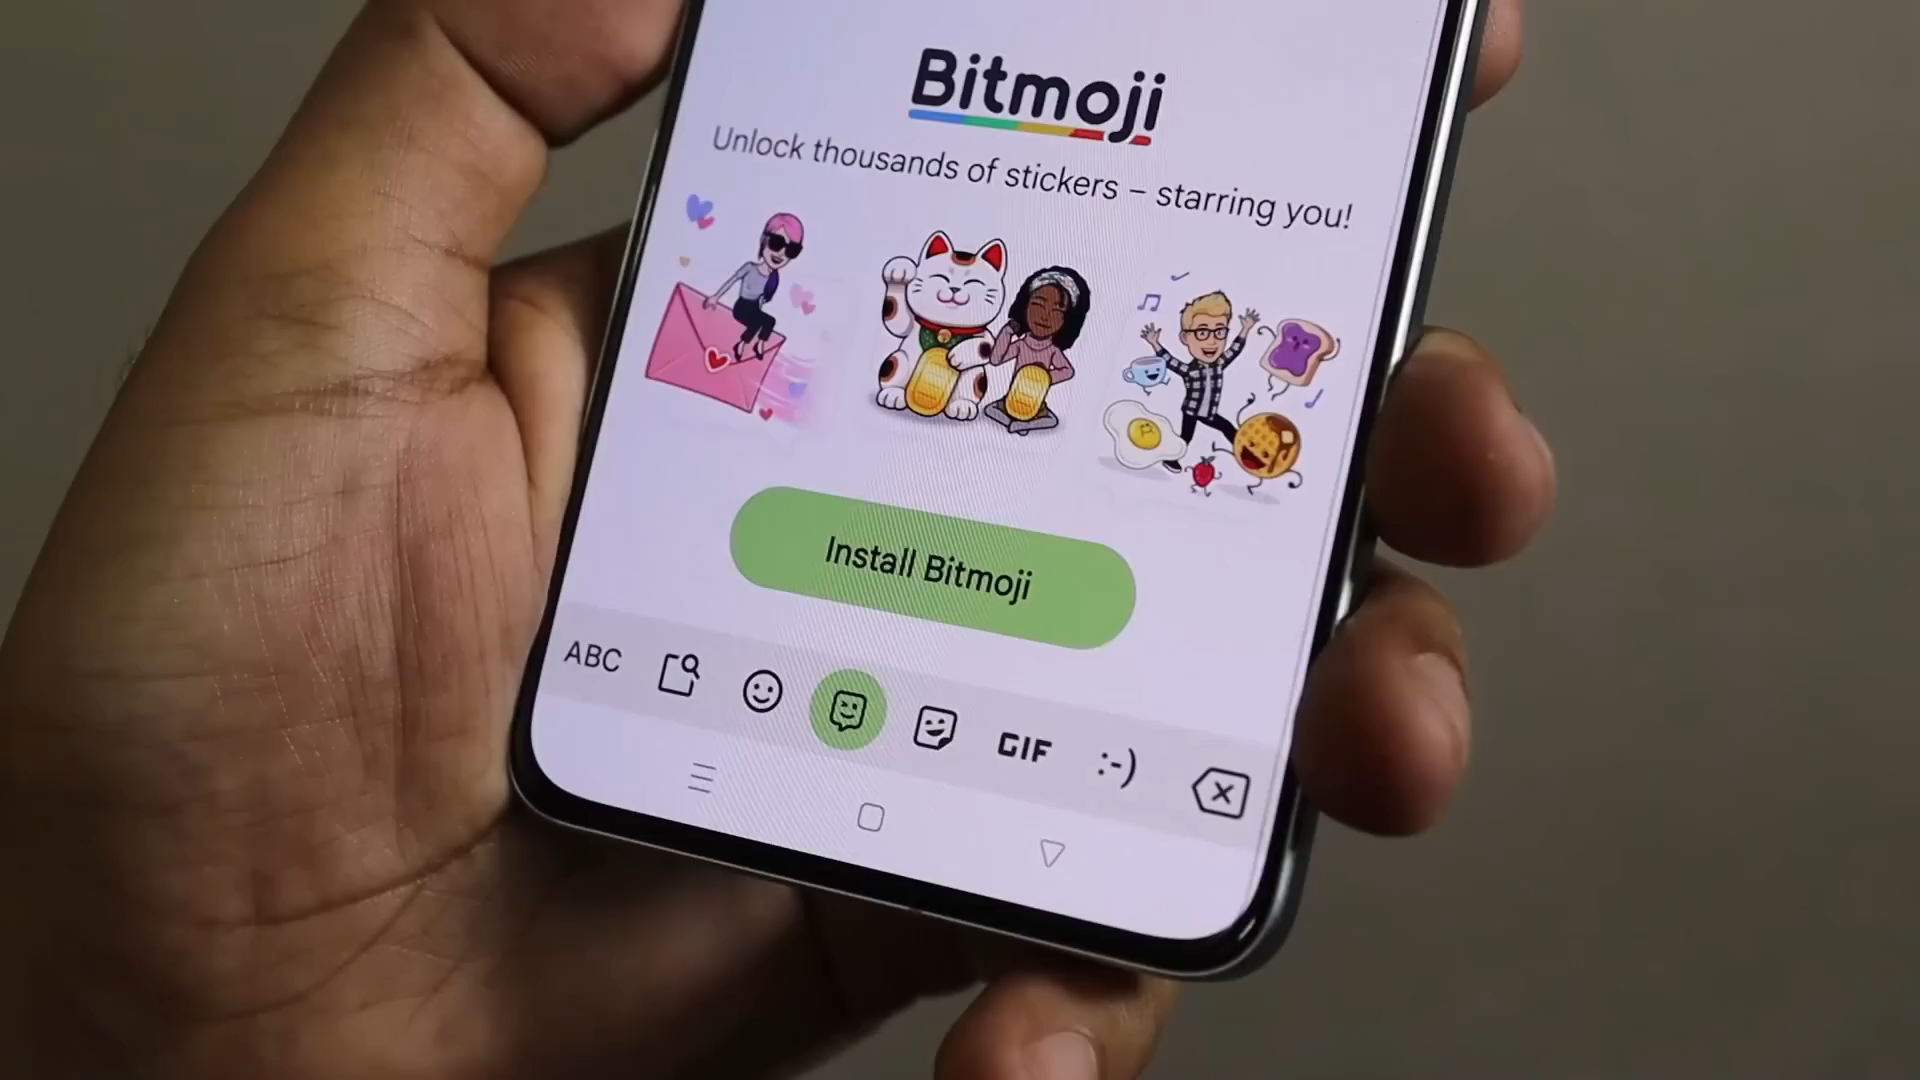 Bitmoji
Unlock thousands of stickers – starring you!
Install Bitmoji
ABC
GIF
:-)